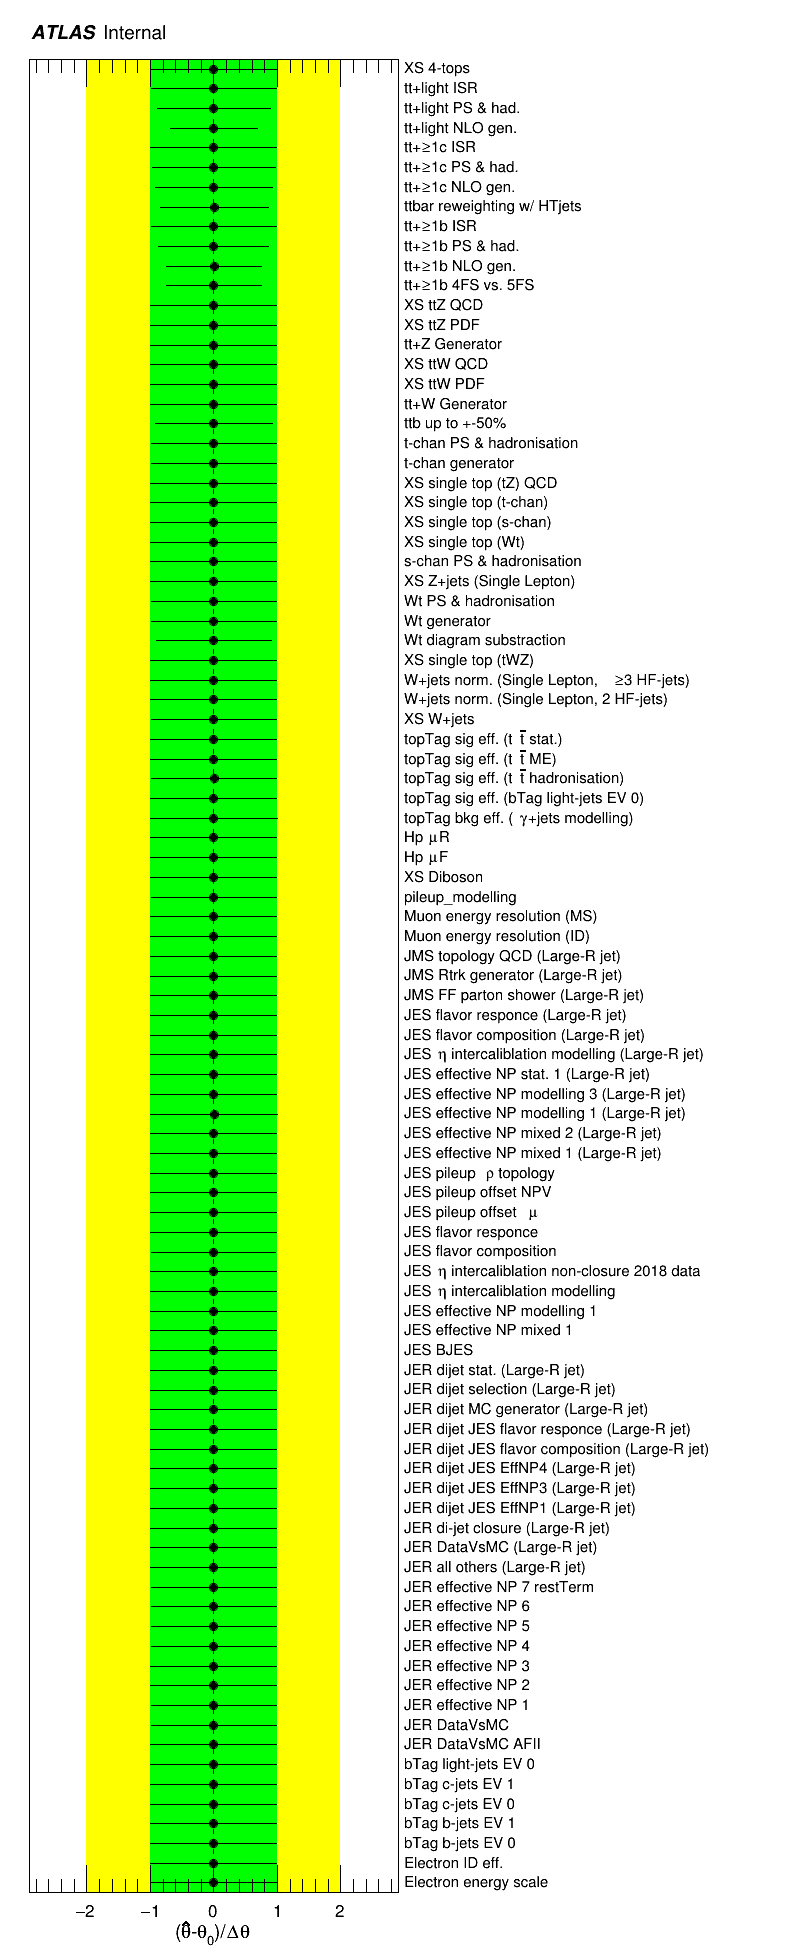 ATLAS Internal
XS 4-tops
tt+light ISR
tt+light PS & had.
tt+light NLO gen.
tt+≥1c ISR
tt+≥1c PS & had.
tt+≥1c NLO gen.
ttbar reweighting w/ HTjets
tt+≥1b ISR
tt+≥1b PS & had.
tt+≥1b NLO gen.
tt+≥1b 4FS vs. 5FS
XS ttZ QCD
XS ttZ PDF
tt+Z Generator
XS ttW QCD
XS ttW PDF
tt+W Generator
ttb up to +-50%
t-chan PS & hadronisation
t-chan generator
XS single top (tZ) QCD
XS single top (t-chan)
XS single top (s-chan)
XS single top (Wt)
s-chan PS & hadronisation
XS Z+jets (Single Lepton)
Wt PS & hadronisation
Wt generator
Wt diagram substraction
XS single top (tWZ)
W+jets norm. (Single Lepton, ≥3 HF-jets)
W+jets norm. (Single Lepton, 2 HF-jets)
XS W+jets
topTag sig eff. (t t̄ stat.)
topTag sig eff. (t t̄ ME)
topTag sig eff. (t t̄ hadronisation)
topTag sig eff. (bTag light-jets EV 0)
topTag bkg eff. ( γ+jets modelling)
Hp μR
Hp μF
XS Diboson
pileup_modelling
Muon energy resolution (MS)
Muon energy resolution (ID)
JMS topology QCD (Large-R jet)
JMS Rtrk generator (Large-R jet)
JMS FF parton shower (Large-R jet)
JES flavor responce (Large-R jet)
JES flavor composition (Large-R jet)
JES η intercaliblation modelling (Large-R jet)
JES effective NP stat. 1 (Large-R jet)
JES effective NP modelling 3 (Large-R jet)
JES effective NP modelling 1 (Large-R jet)
JES effective NP mixed 2 (Large-R jet)
JES effective NP mixed 1 (Large-R jet)
JES pileup ρ topology
JES pileup offset NPV
JES pileup offset μ
JES flavor responce
JES flavor composition
JES η intercaliblation non-closure 2018 data
JES η intercaliblation modelling
JES effective NP modelling 1
JES effective NP mixed 1
JES BJES
JER dijet stat. (Large-R jet)
JER dijet selection (Large-R jet)
JER dijet MC generator (Large-R jet)
JER dijet JES flavor responce (Large-R jet)
JER dijet JES flavor composition (Large-R jet)
JER dijet JES EffNP4 (Large-R jet)
JER dijet JES EffNP3 (Large-R jet)
JER dijet JES EffNP1 (Large-R jet)
JER di-jet closure (Large-R jet)
JER DataVsMC (Large-R jet)
JER all others (Large-R jet)
JER effective NP 7 restTerm
JER effective NP 6
JER effective NP 5
JER effective NP 4
JER effective NP 3
JER effective NP 2
JER effective NP 1
JER DataVsMC
JER DataVsMC AFII
bTag light-jets EV 0
bTag c-jets EV 1
bTag c-jets EV 0
bTag b-jets EV 1
bTag b-jets EV 0
Electron ID eff.
Electron energy scale
−2 −1 0 1 2
(θ̂-θ₀)/Δθ